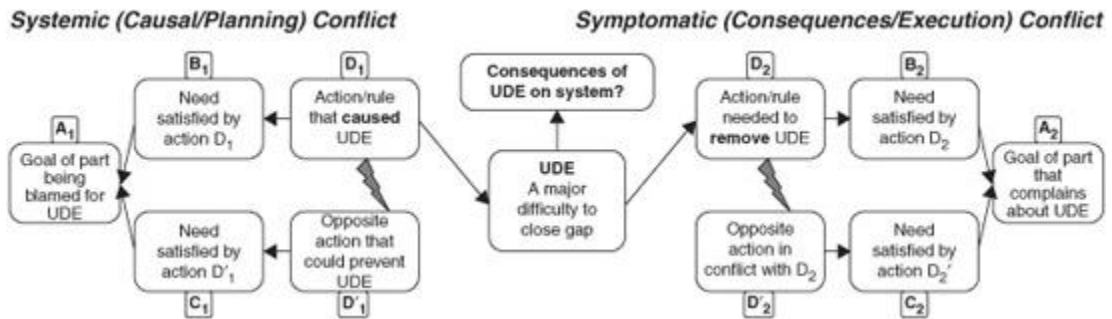 Systemic (Causal/Planning) Conflict
Symptomatic (Consequences/Execution) Conflict
B1
Need
satisfied by
action D1
D1
Action/rule
that caused
UDE
A1
Goal of part
being
blamed for
UDE
Need
satisfied by
action D'1
C1
Opposite
action that
could prevent
UDE
D'1
Consequences of
UDE on system?
UDE
A major
difficulty to
close gap
D2
Action/rule
needed to
remove UDE
B2
Need
satisfied by
action D2
A2
Goal of part
that
complains
about UDE
Opposite
action in
conflict with D2
D'2
Need
satisfied by
action D2'
C2